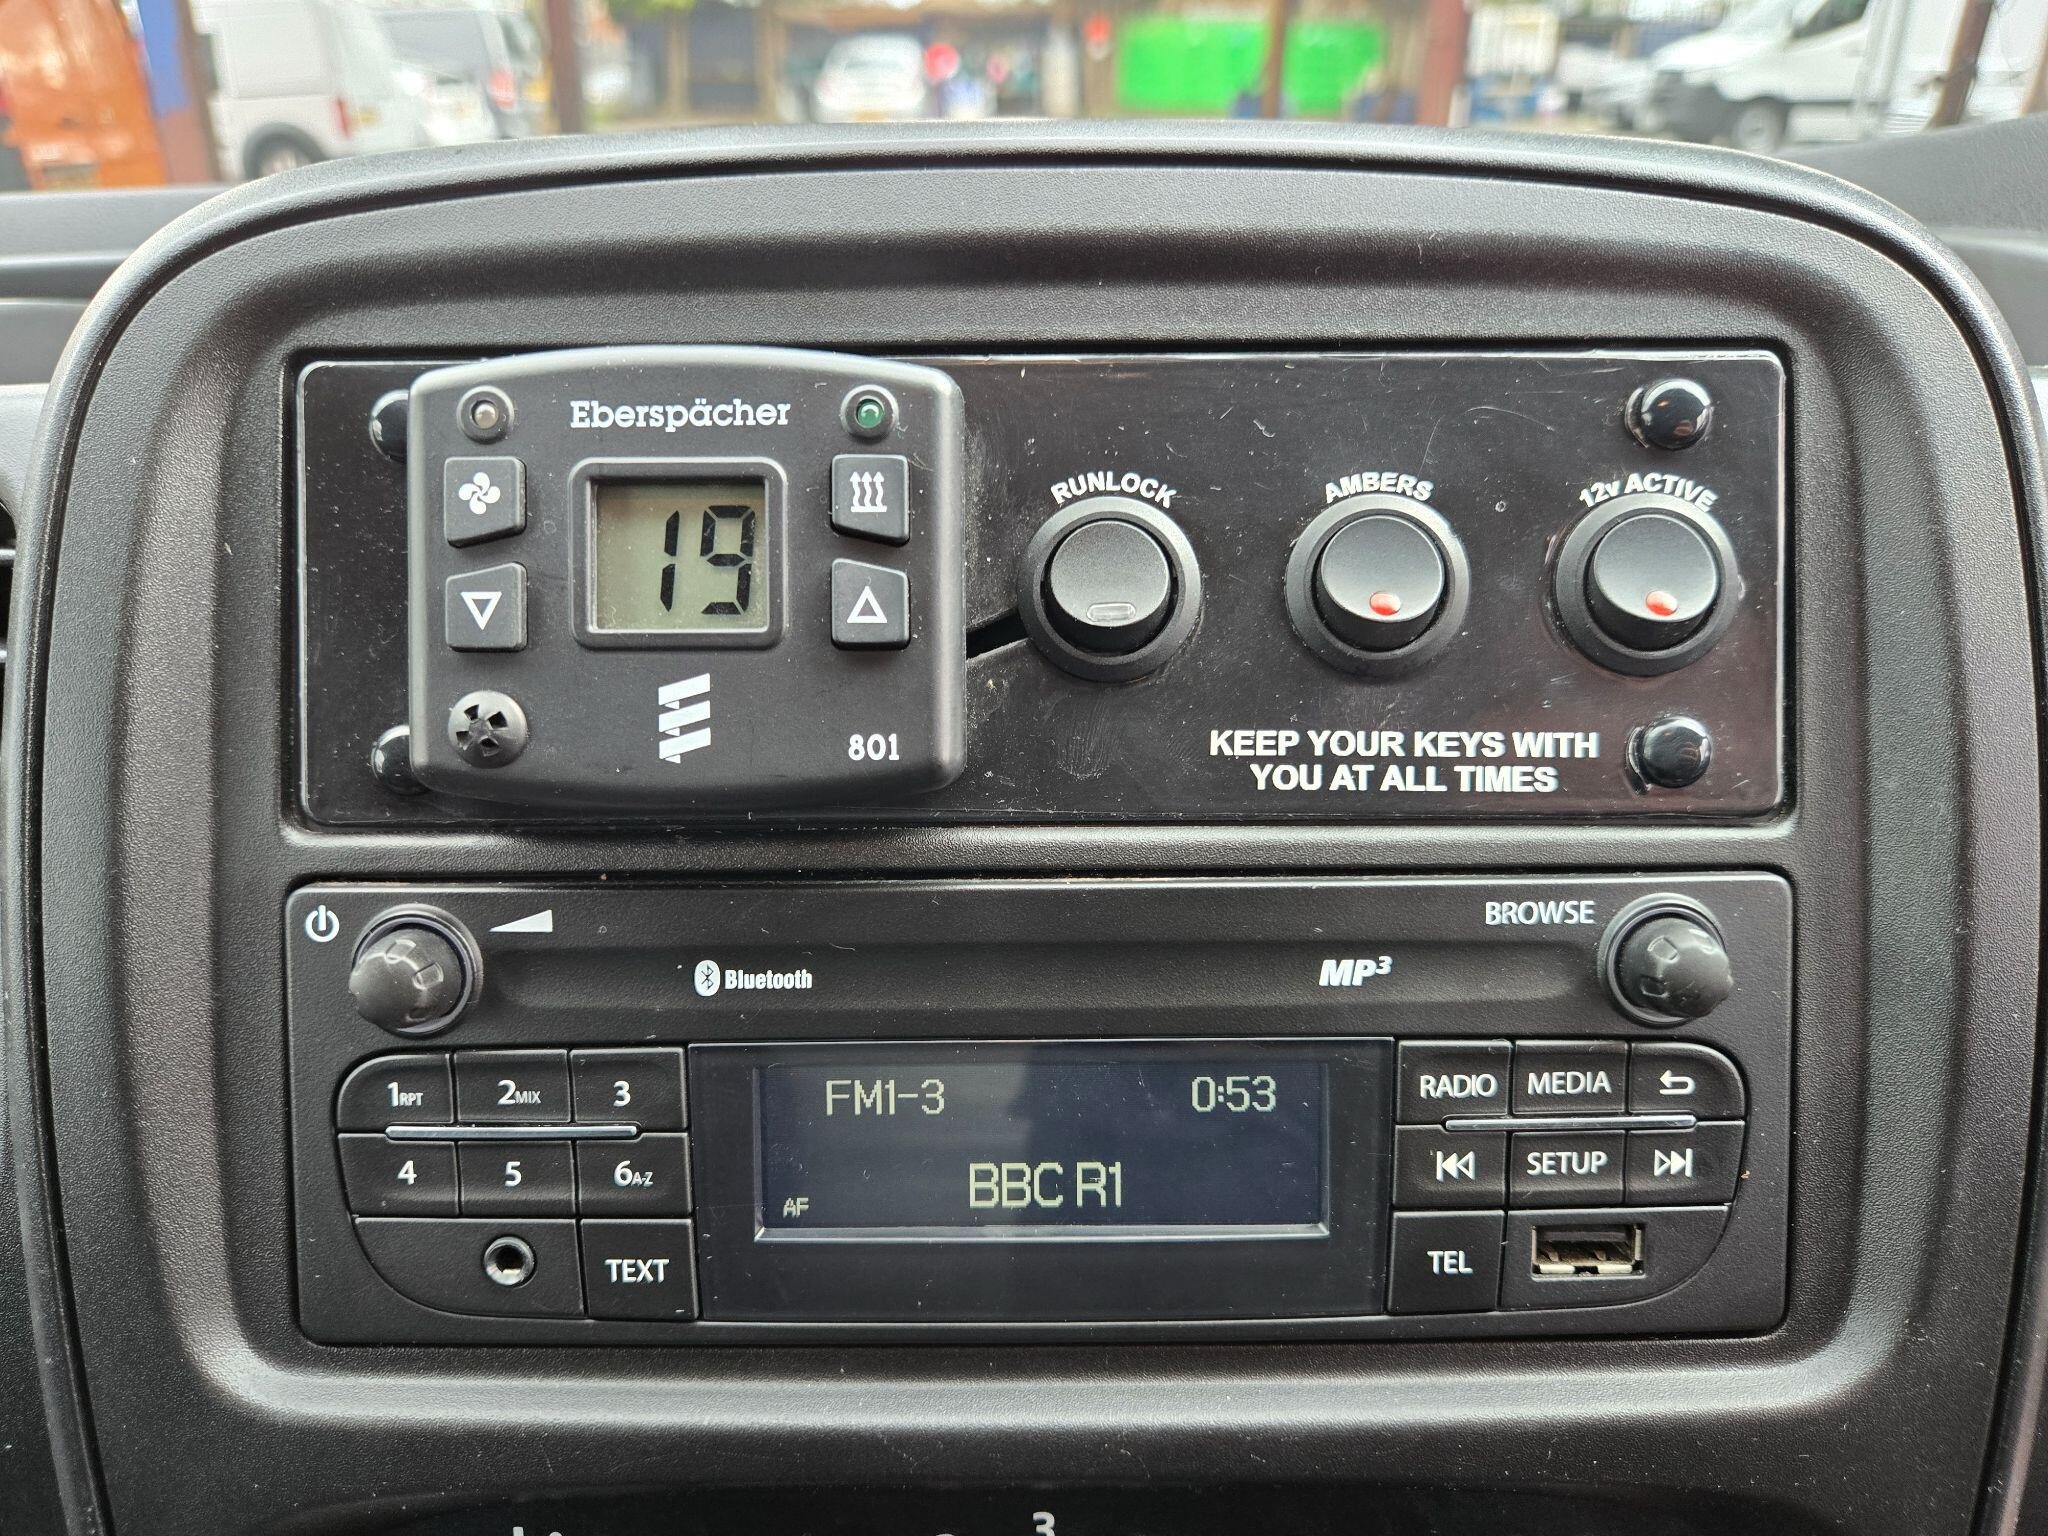 Eberspächer
19
801
RUNLOCK
AMBERS
12v ACTIVE
KEEP YOUR KEYS WITH
YOU AT ALL TIMES
BROWSE
Bluetooth
MP3
1RPT
2MIX
3
4
5
6A-Z
TEXT
FM1-3
0:53
BBC R1
AF
RADIO
MEDIA
SETUP
TEL
3